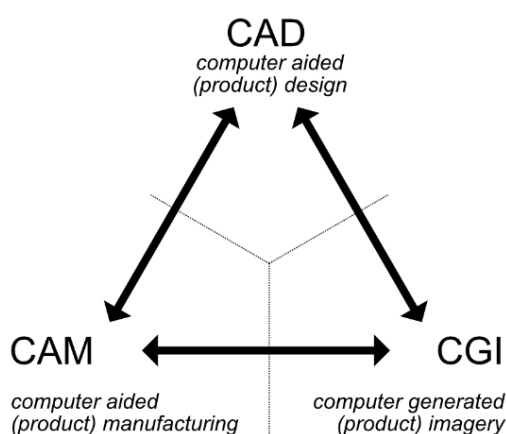 CAD
computer aided
(product) design
CAM
CGI
computer aided
(product) manufacturing
computer generated
(product) imagery